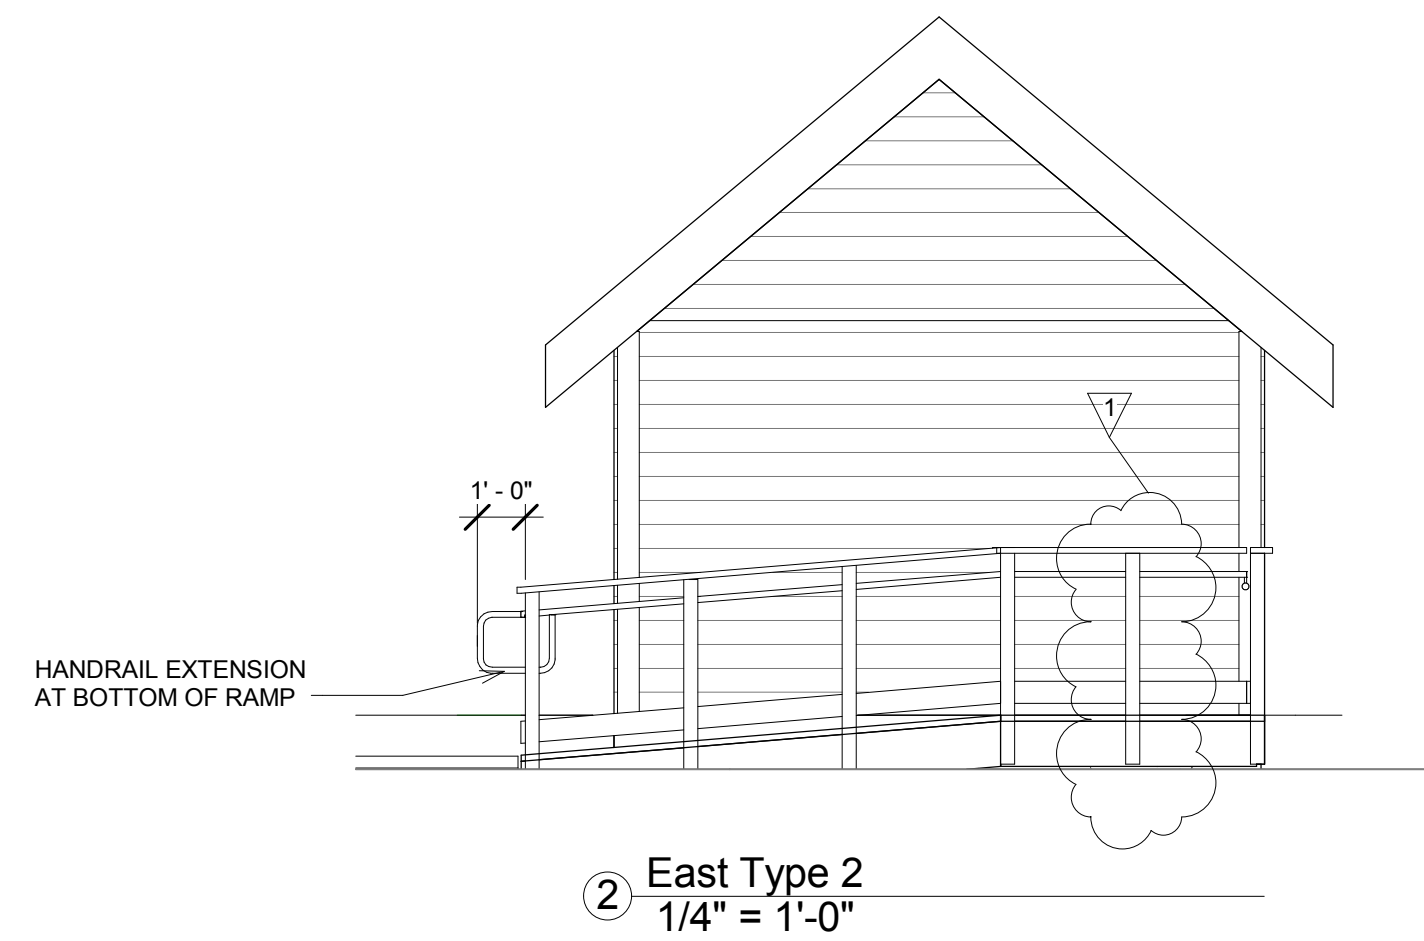 1
1' - 0"
HANDRAIL EXTENSION
AT BOTTOM OF RAMP
2
East Type 2
1/4" = 1'-0"